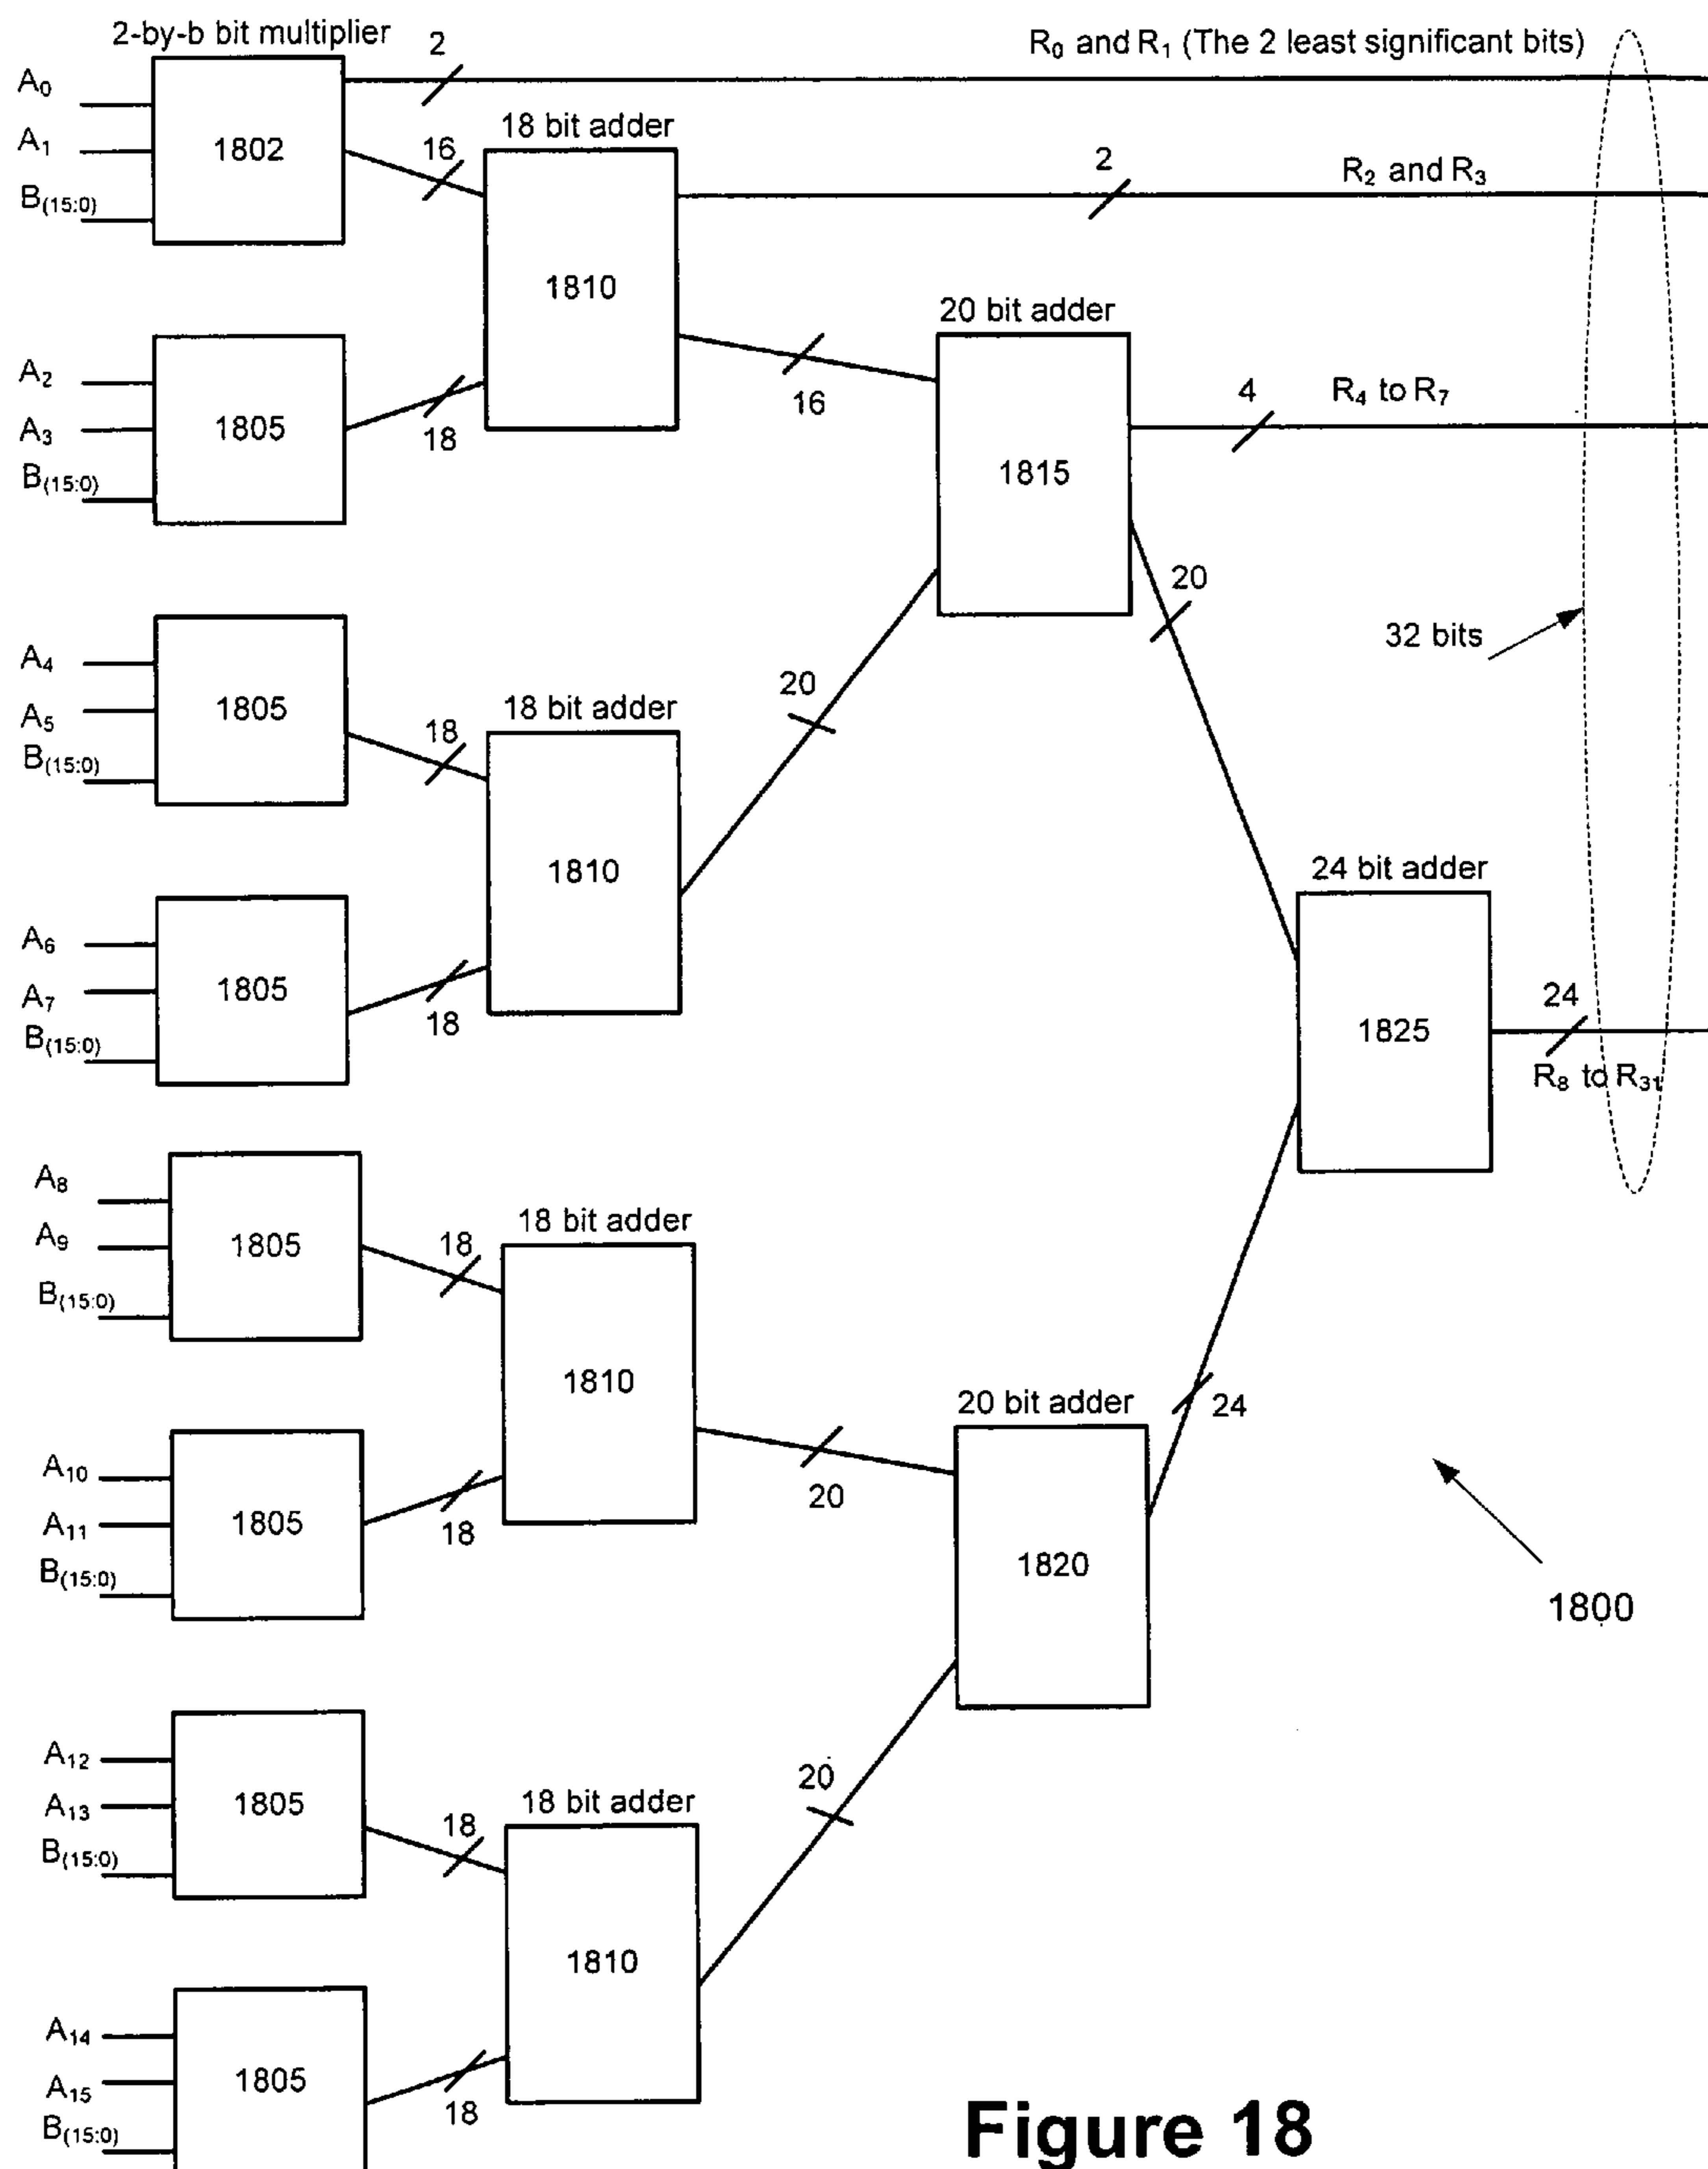 2-by-b bit multiplier
2
R₀ and R₁ (The 2 least significant bits)
A₀
A₁
B₍₁₅:₀₎
1802
16
18 bit adder
2
R₂ and R₃
1810
A₂
A₃
B₍₁₅:₀₎
1805
18
16
20 bit adder
1815
4
R₄ to R₇
20
32 bits
A₄
A₅
B₍₁₅:₀₎
1805
18
18 bit adder
1810
20
A₆
A₇
B₍₁₅:₀₎
1805
18
24 bit adder
1825
24
R₈ to R₃₁
A₈
A₉
B₍₁₅:₀₎
1805
18
18 bit adder
1810
20
A₁₀
A₁₁
B₍₁₅:₀₎
1805
18
20 bit adder
1820
24
1800
A₁₂
A₁₃
B₍₁₅:₀₎
1805
18
18 bit adder
1810
20
A₁₄
A₁₅
B₍₁₅:₀₎
1805
18
Figure 18